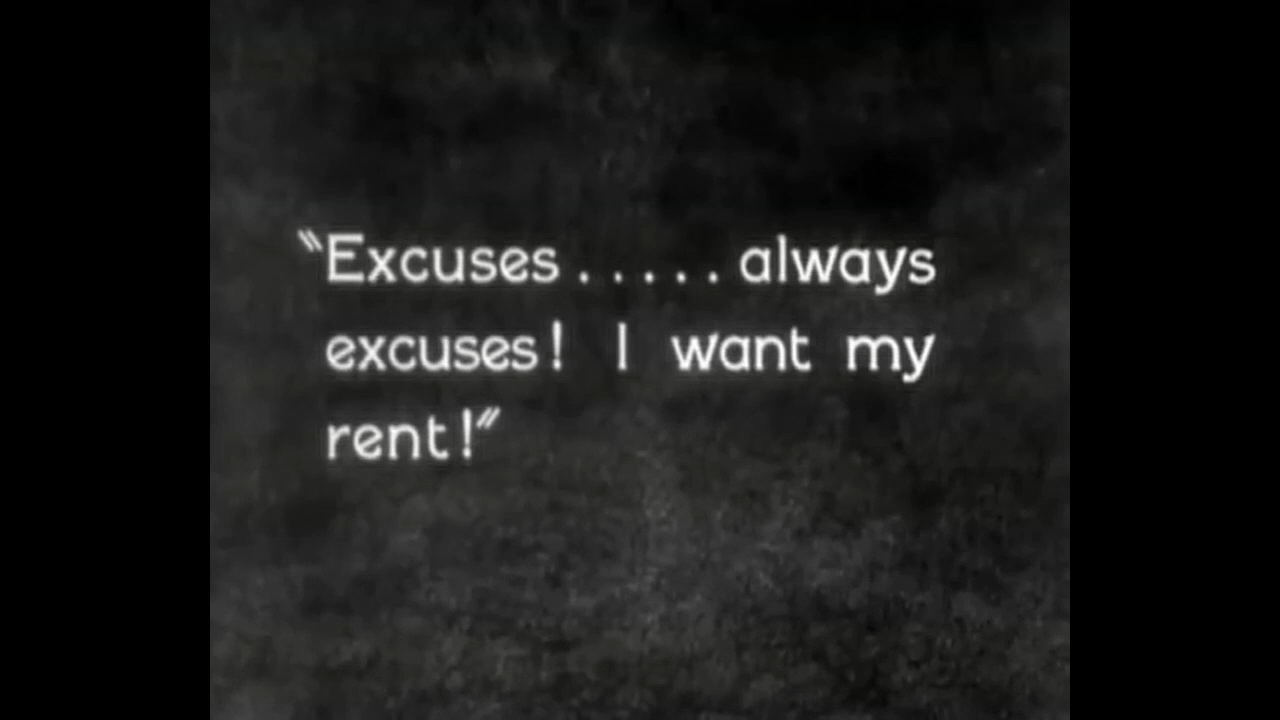 "Excuses . . . . . always
excuses! I want my
rent!"